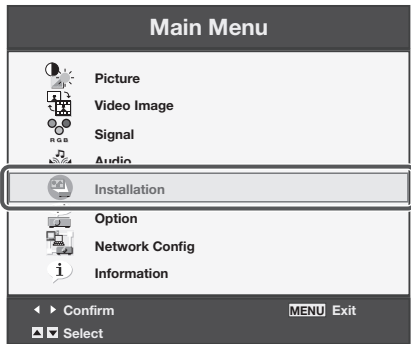 Main Menu
Picture
Video Image
RGB Signal
Audio
Installation
Option
Network Config
i Information
Confirm MENU Exit
Select